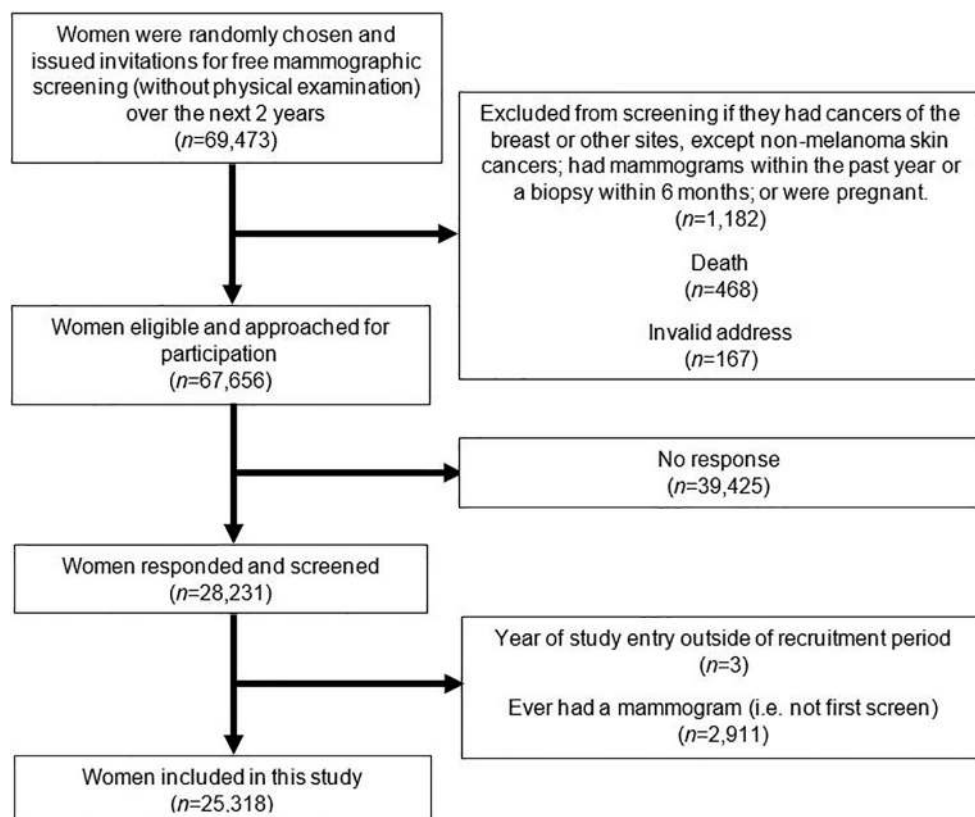 Women were randomly chosen and
issued invitations for free mammographic
screening (without physical examination)
over the next 2 years
(n=69,473)
Excluded from screening if they had cancers of the
breast or other sites, except non-melanoma skin
cancers; had mammograms within the past year or
a biopsy within 6 months; or were pregnant.
(n=1,182)
Death
(n=468)
Invalid address
(n=167)
Women eligible and approached for
participation
(n=67,656)
No response
(n=39,425)
Women responded and screened
(n=28,231)
Year of study entry outside of recruitment period
(n=3)
Ever had a mammogram (i.e. not first screen)
(n=2,911)
Women included in this study
(n=25,318)